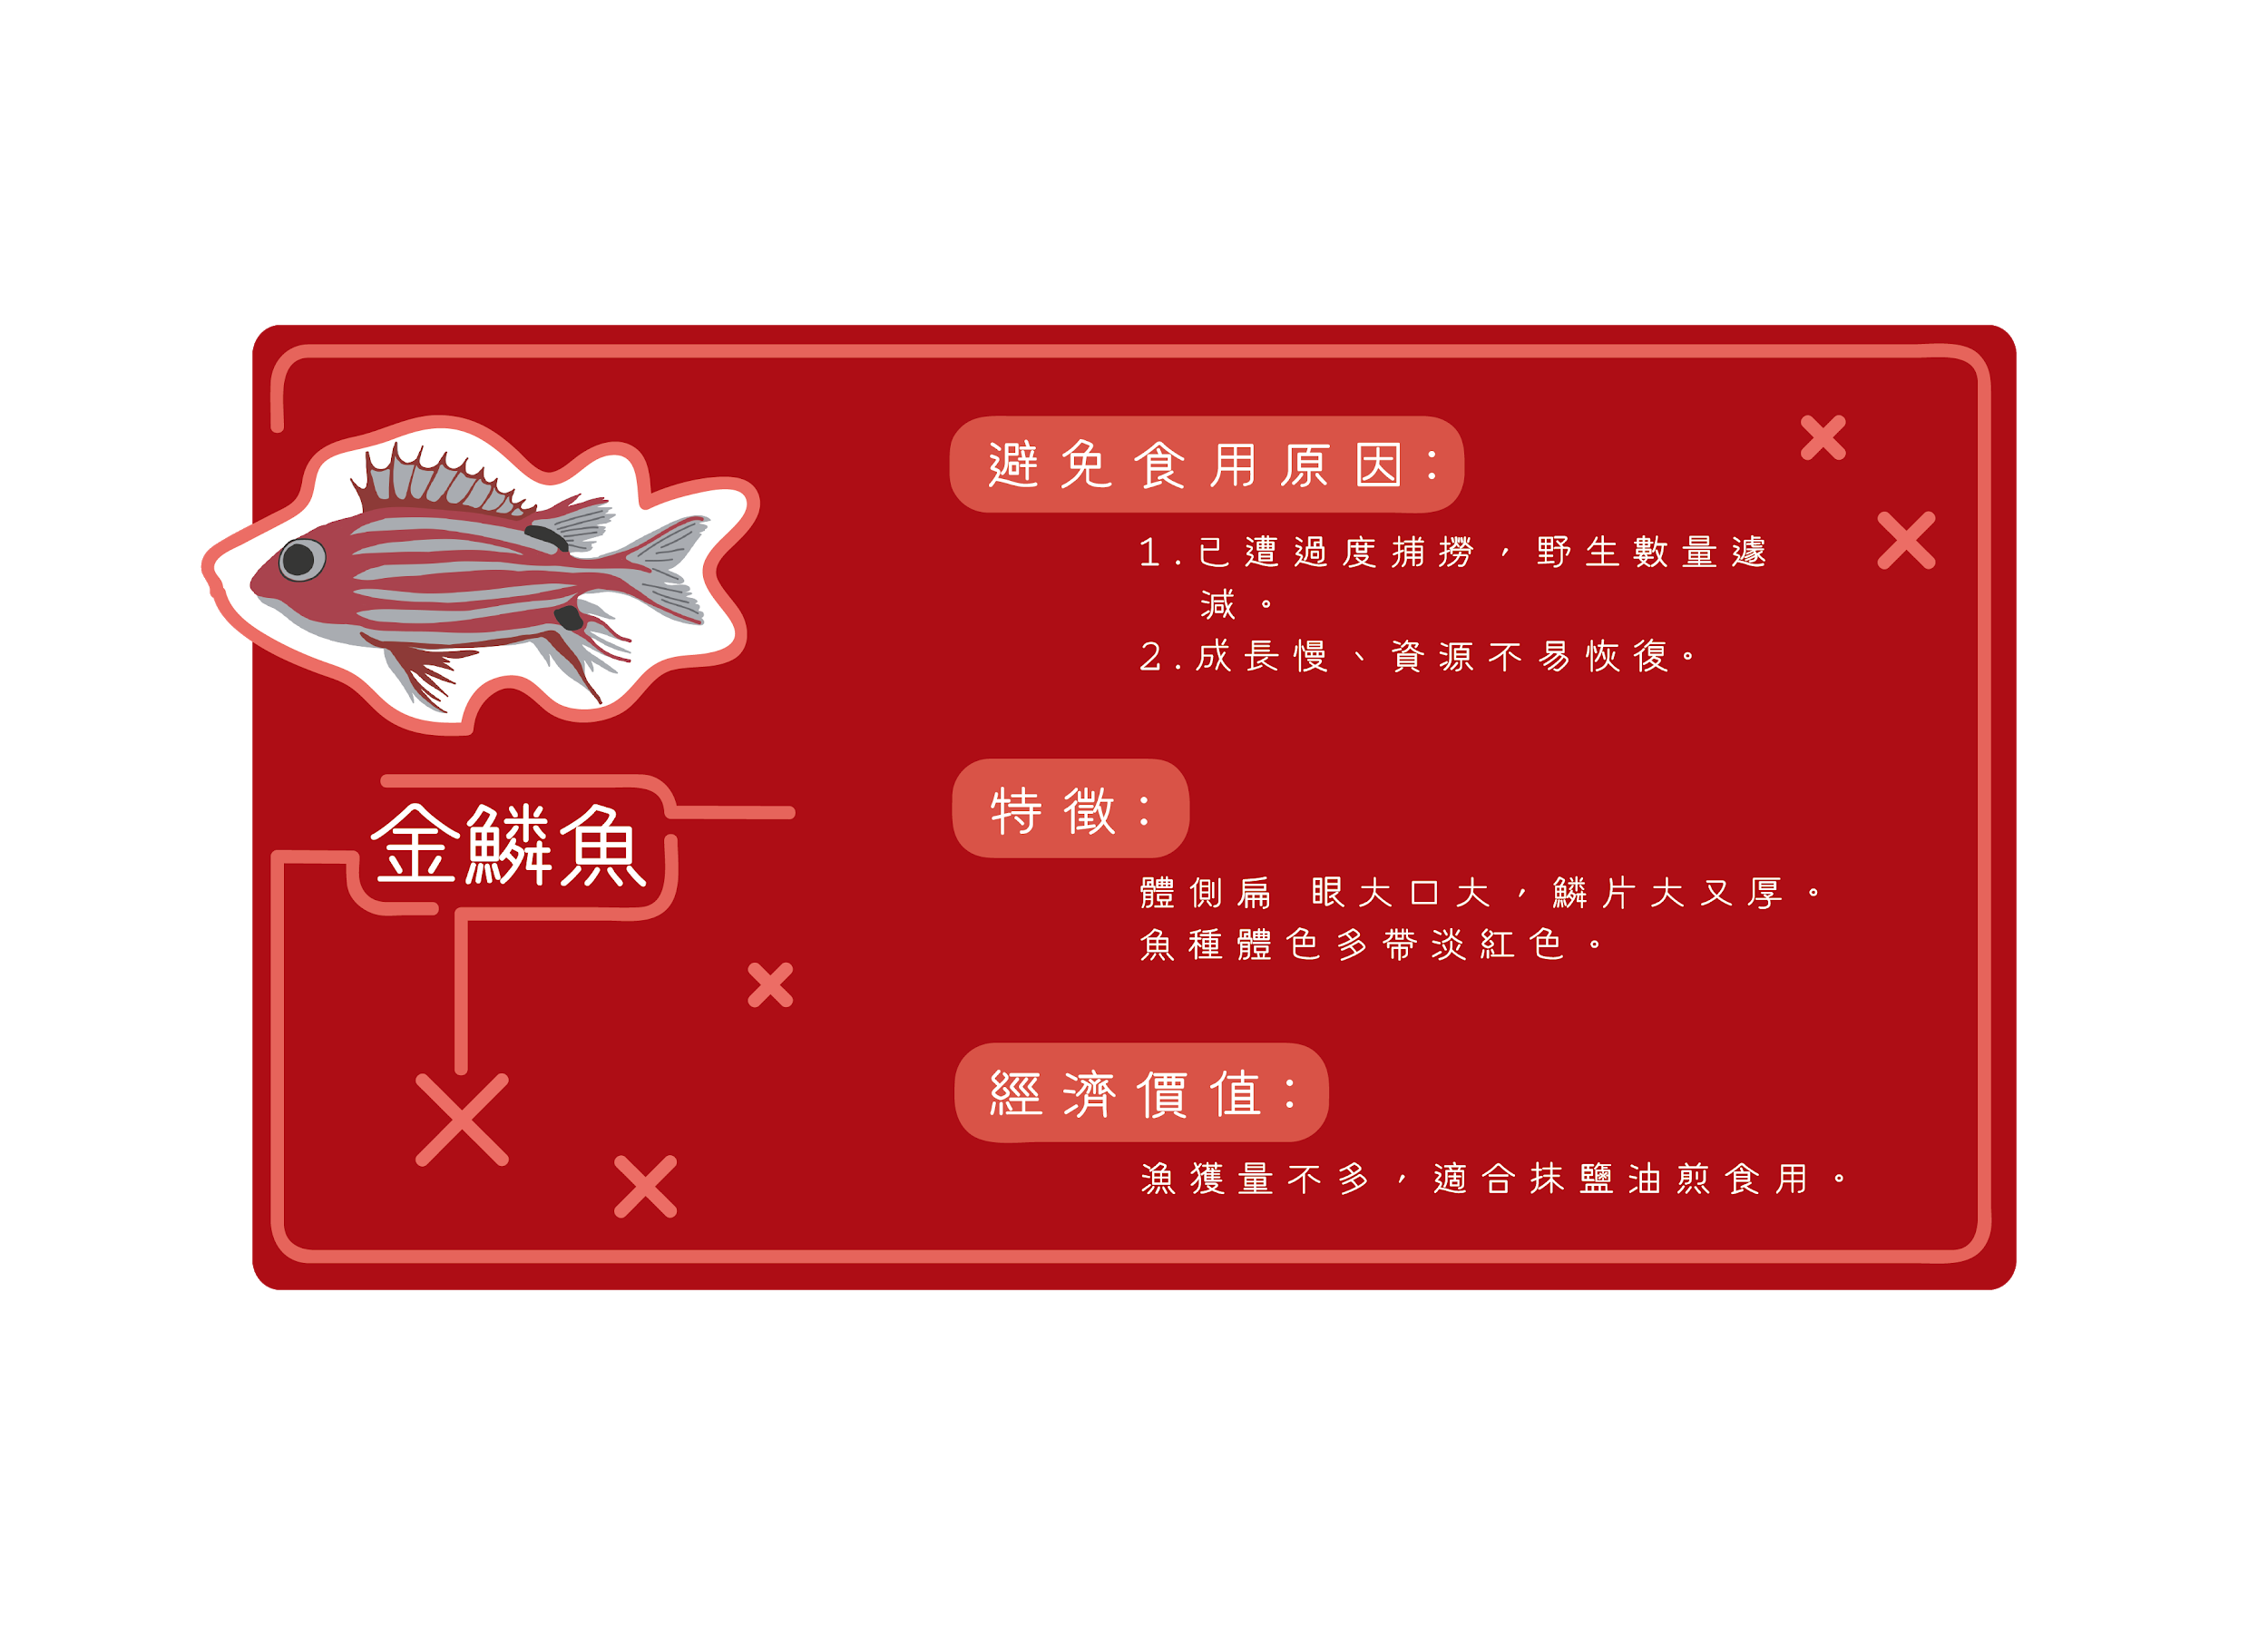 避免食用原因：
1.已遭過度捕撈，野生數量遽
減。
2.成長慢、資源不易恢復。
金鱗魚
特徵：
體側扁 眼大口大，鱗片大又厚。
魚種體色多帶淡紅色。
經濟價值：
漁獲量不多，適合抹鹽油煎食用。